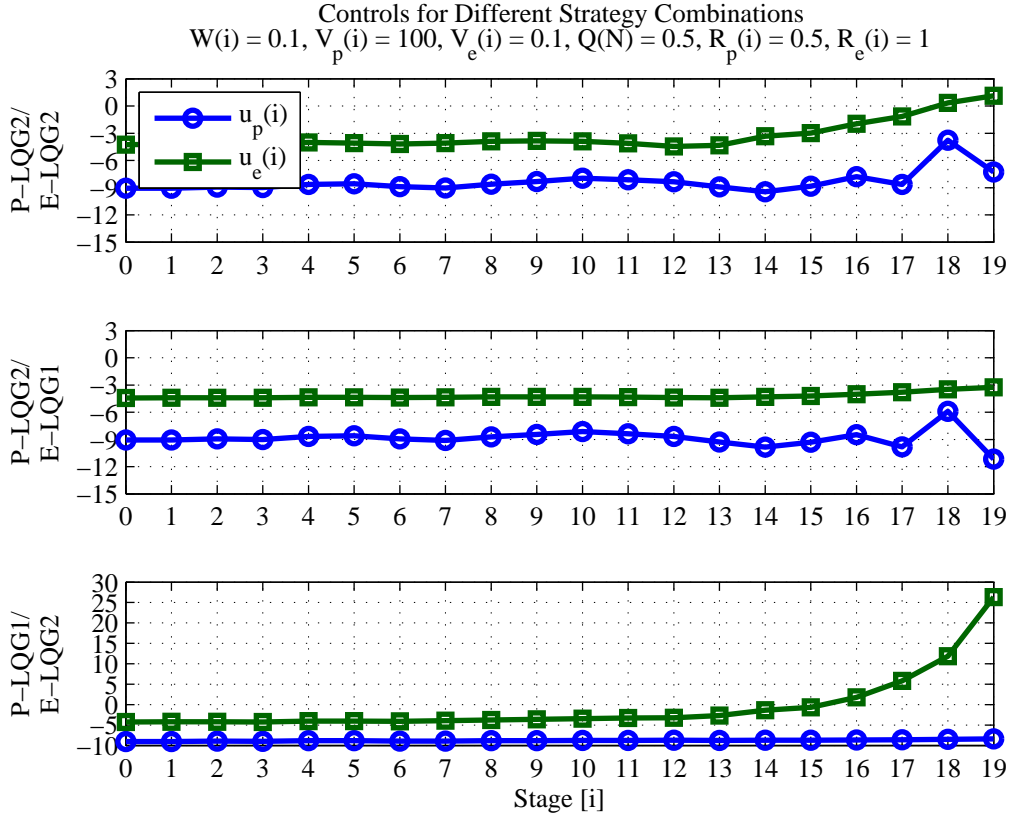 Controls for Different Strategy Combinations
W(i) = 0.1, V_p(i) = 100, V_e(i) = 0.1, Q(N) = 0.5, R_p(i) = 0.5, R_e(i) = 1
P−LQG2/
E−LQG2
3
0
−3
−6
−9
−12
−15
u_p(i)
u_e(i)
0 1 2 3 4 5 6 7 8 9 10 11 12 13 14 15 16 17 18 19
P−LQG2/
E−LQG1
3
0
−3
−6
−9
−12
−15
0 1 2 3 4 5 6 7 8 9 10 11 12 13 14 15 16 17 18 19
P−LQG1/
E−LQG2
30
25
20
15
10
5
0
−5
−10
0 1 2 3 4 5 6 7 8 9 10 11 12 13 14 15 16 17 18 19
Stage [i]